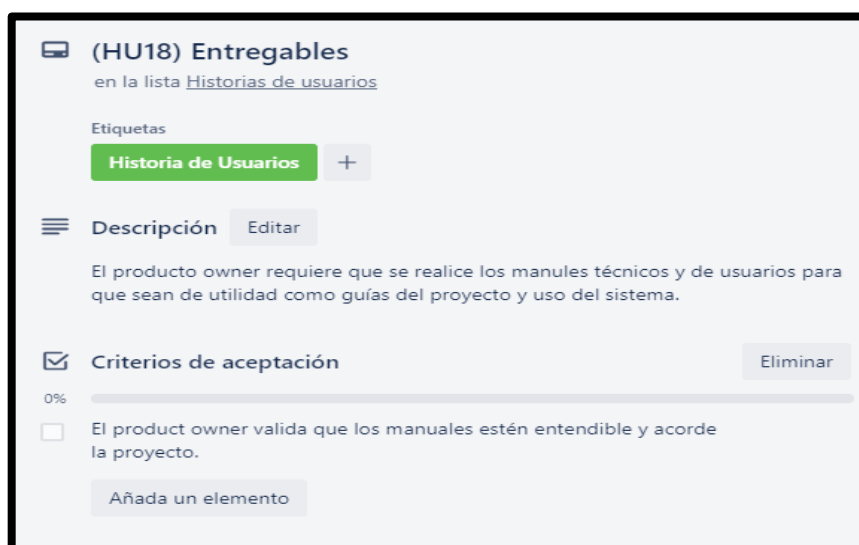 (HU18) Entregables
en la lista Historias de usuarios
Etiquetas
Historia de Usuarios +
Descripción Editar
El producto owner requiere que se realice los manules técnicos y de usuarios para
que sean de utilidad como guías del proyecto y uso del sistema.
Criterios de aceptación Eliminar
0%
El product owner valida que los manuales estén entendible y acorde
la proyecto.
Añada un elemento